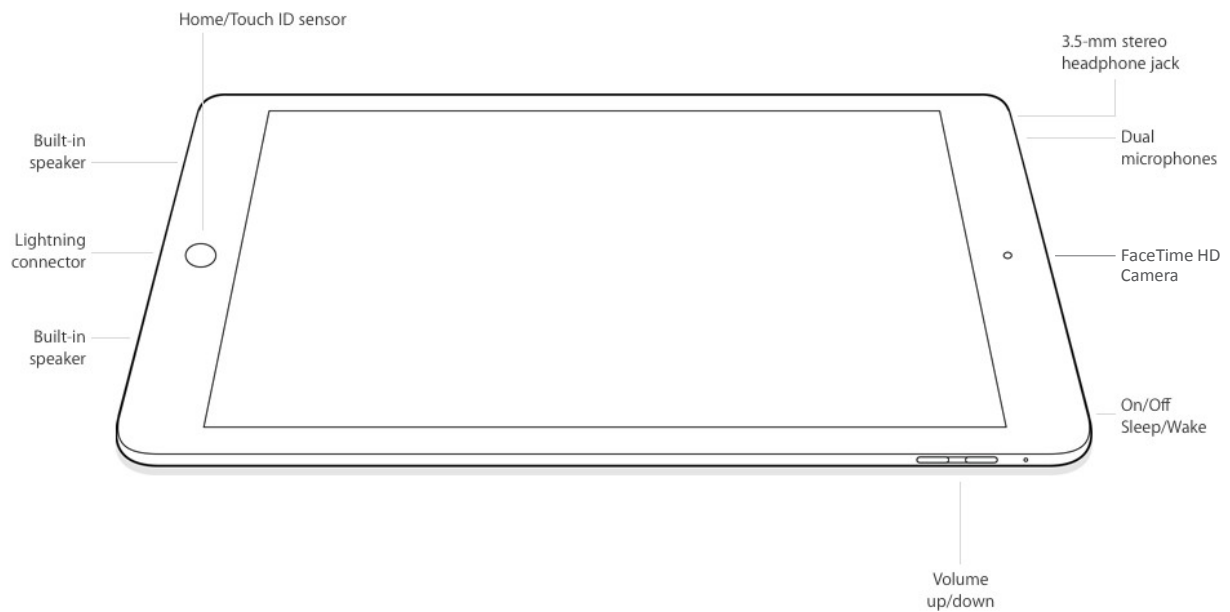 Home/Touch ID sensor
3.5-mm stereo
headphone jack
Built-in
speaker
Dual
microphones
Lightning
connector
FaceTime HD
Camera
Built-in
speaker
On/Off
Sleep/Wake
Volume
up/down